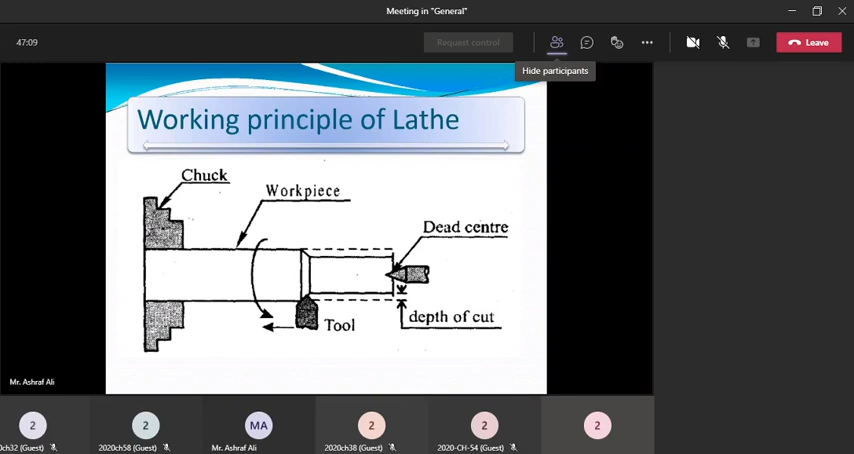 Meeting in "General"
47:09
Request control
Leave
Hide participants
Working principle of Lathe
Chuck
Workpiece
Dead centre
depth of cut
Tool
Mr. Ashraf Ali
2
2
MA
2
2
2
0ch32 (Guest)
2020ch58 (Guest)
Mr. Ashraf Ali
2020ch38 (Guest)
2020-CH-54 (Guest)